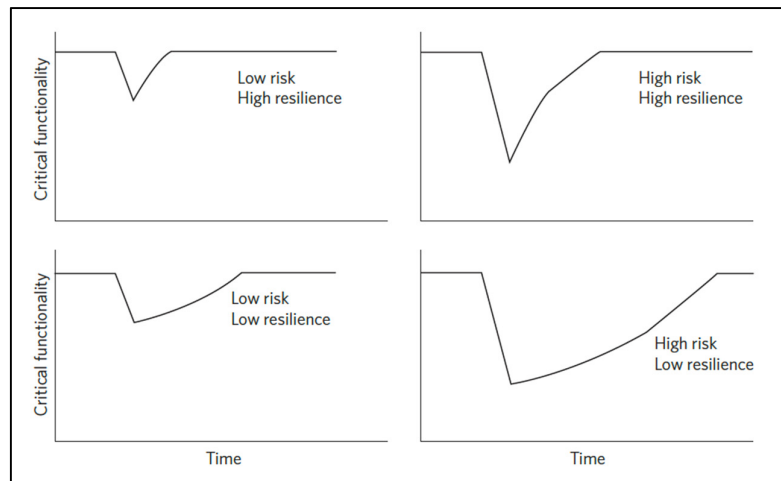 Critical functionality
Low risk
High resilience
High risk
High resilience
Critical functionality
Low risk
Low resilience
High risk
Low resilience
Time
Time